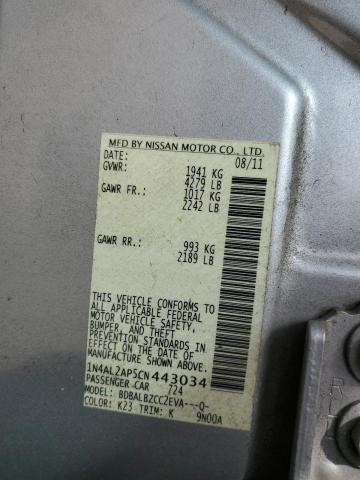 MFD BY NISSAN MOTOR CO., LTD.
DATE: 08/11
GVWR: 1941 KG
4279 LB
GAWR FR.: 1017 KG
2242 LB
GAWR RR.: 993 KG
2189 LB
THIS VEHICLE CONFORMS TO
ALL APPLICABLE FEDERAL
MOTOR VEHICLE SAFETY,
BUMPER, AND THEFT
PREVENTION STANDARDS IN
EFFECT ON THE DATE OF
MANUFACTURE SHOWN ABOVE.
1N4AL2AP5CN443034
PASSENGER CAR 724
MODEL: BDBALBZCC2EVA---Q-
COLOR: K23 TRIM: K 9N00A